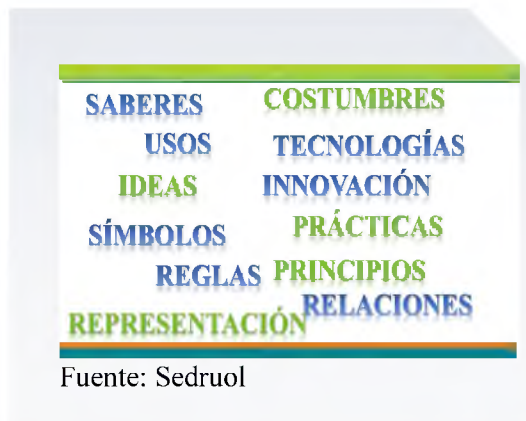 SABERES COSTUMBRES
USOS TECNOLOGÍAS
IDEAS INNOVACIÓN
SÍMBOLOS PRÁCTICAS
REGLAS PRINCIPIOS
REPRESENTACIÓN RELACIONES
Fuente: Sedruol